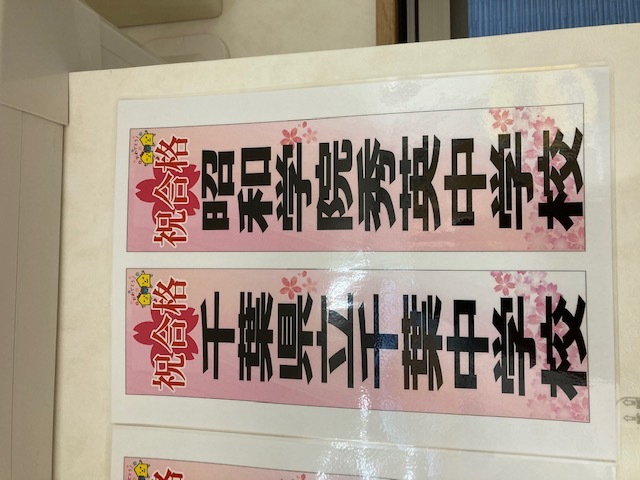 祝合格
昭和学院秀英中学校
祝合格
千葉県立千葉中学校